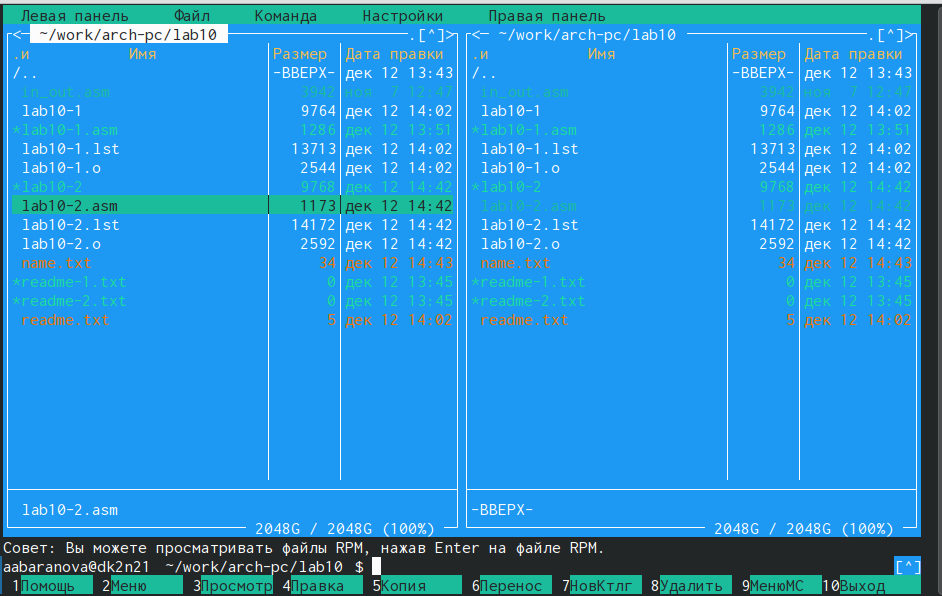 Левая панель Файл Команда Настройки Правая панель
<─ ~/work/arch-pc/lab10 .[^]> <─ ~/work/arch-pc/lab10 .[^]>
.и Имя Размер Дата правки .и Имя Размер Дата правки
/.. -ВВЕРХ- дек 12 13:43 /.. -ВВЕРХ- дек 12 13:43
in_out.asm 3942 ноя 7 12:47 in_out.asm 3942 ноя 7 12:47
lab10-1 9764 дек 12 14:02 lab10-1 9764 дек 12 14:02
*lab10-1.asm 1286 дек 12 13:51 *lab10-1.asm 1286 дек 12 13:51
lab10-1.lst 13713 дек 12 14:02 lab10-1.lst 13713 дек 12 14:02
lab10-1.o 2544 дек 12 14:02 lab10-1.o 2544 дек 12 14:02
*lab10-2 9768 дек 12 14:42 *lab10-2 9768 дек 12 14:42
lab10-2.asm 1173 дек 12 14:42 lab10-2.asm 1173 дек 12 14:42
lab10-2.lst 14172 дек 12 14:42 lab10-2.lst 14172 дек 12 14:42
lab10-2.o 2592 дек 12 14:42 lab10-2.o 2592 дек 12 14:42
name.txt 34 дек 12 14:43 name.txt 34 дек 12 14:43
*readme-1.txt 0 дек 12 13:45 *readme-1.txt 0 дек 12 13:45
*readme-2.txt 0 дек 12 13:45 *readme-2.txt 0 дек 12 13:45
readme.txt 5 дек 12 14:02 readme.txt 5 дек 12 14:02
lab10-2.asm -ВВЕРХ-
2048G / 2048G (100%) 2048G / 2048G (100%)
Совет: Вы можете просматривать файлы RPM, нажав Enter на файле RPM.
aabaranova@dk2n21 ~/work/arch-pc/lab10 $ [^]
1Помощь 2Меню 3Просмотр 4Правка 5Копия 6Перенос 7НовКтлг 8Удалить 9МенюMC 10Выход